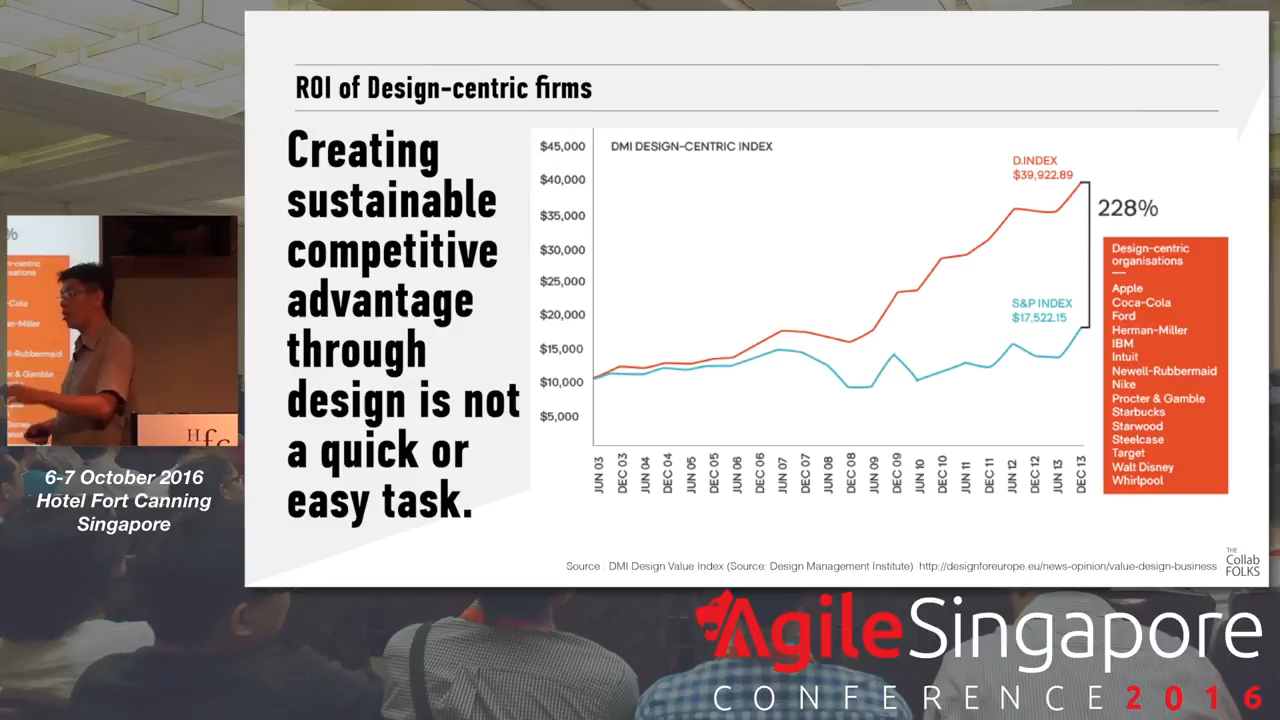 ROI of Design-centric firms
Creating
sustainable
competitive
advantage
through
design is not
a quick or
easy task.
DMI DESIGN-CENTRIC INDEX
$45,000
$40,000
$35,000
$30,000
$25,000
$20,000
$15,000
$10,000
$5,000
D.INDEX
$39,922.89
228%
S&P INDEX
$17,522.15
JUN 03
DEC 03
JUN 04
DEC 04
JUN 05
DEC 05
JUN 06
DEC 06
JUN 07
DEC 07
JUN 08
DEC 08
JUN 09
DEC 09
JUN 10
DEC 10
JUN 11
DEC 11
JUN 12
DEC 12
JUN 13
DEC 13
Design-centric
organisations
Apple
Coca-Cola
Ford
Herman-Miller
IBM
Intuit
Newell-Rubbermaid
Nike
Procter & Gamble
Starbucks
Starwood
Steelcase
Target
Walt Disney
Whirlpool
Source : DMI Design Value Index (Source: Design Management Institute) http://designforeurope.eu/news-opinion/value-design-business
THE
Collab
FOLKS
6-7 October 2016
Hotel Fort Canning
Singapore
AgileSingapore
CONFERENCE 2016